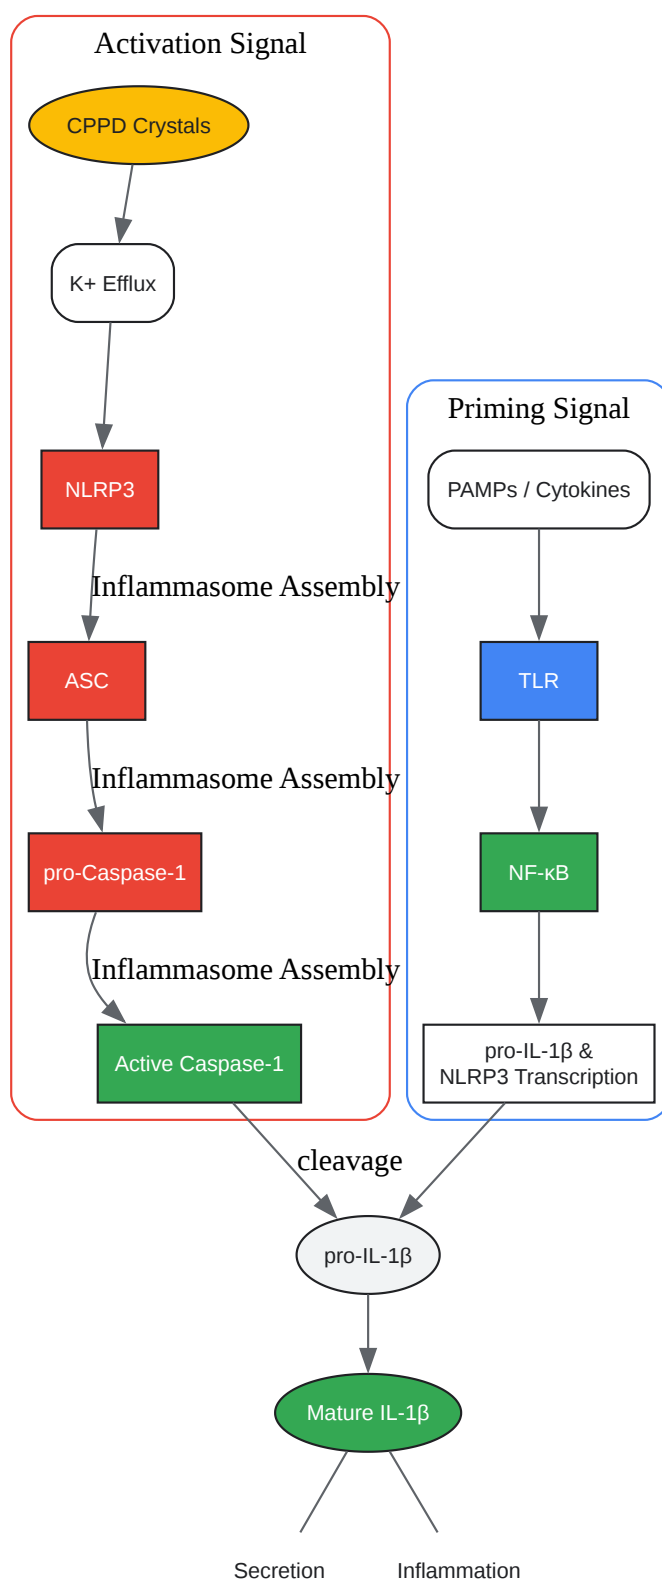 Activation Signal
CPPD Crystals
K+ Efflux
NLRP3
Inflammasome Assembly
ASC
Inflammasome Assembly
pro-Caspase-1
Inflammasome Assembly
Active Caspase-1
Priming Signal
PAMPs / Cytokines
TLR
NF-κB
pro-IL-1β &
NLRP3 Transcription
cleavage
pro-IL-1β
Mature IL-1β
Secretion
Inflammation